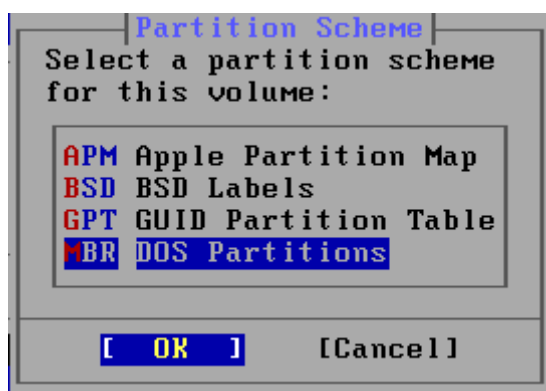 Partition Scheme
Select a partition scheme
for this volume:
APM Apple Partition Map
BSD BSD Labels
GPT GUID Partition Table
MBR DOS Partitions
[ OK ] [Cancel]